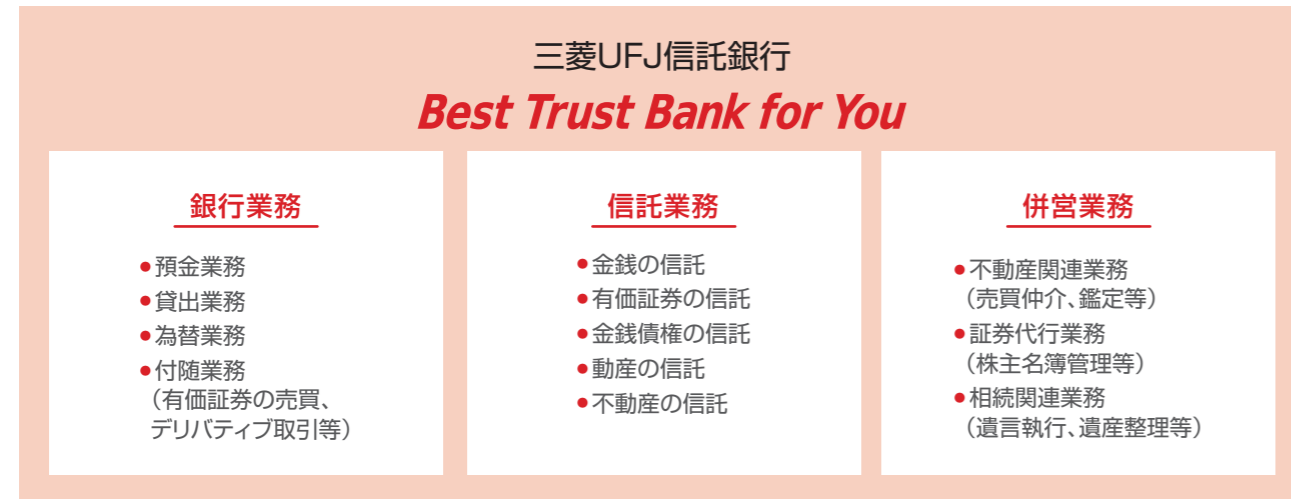 三菱UFJ信託銀行
Best Trust Bank for You
銀行業務
•預金業務
•貸出業務
•為替業務
•付随業務
（有価証券の売買、
デリバティブ取引等）
信託業務
•金銭の信託
•有価証券の信託
•金銭債権の信託
•動産の信託
•不動産の信託
併営業務
•不動産関連業務
（売買仲介、鑑定等）
•証券代行業務
（株主名簿管理等）
•相続関連業務
（遺言執行、遺産整理等）